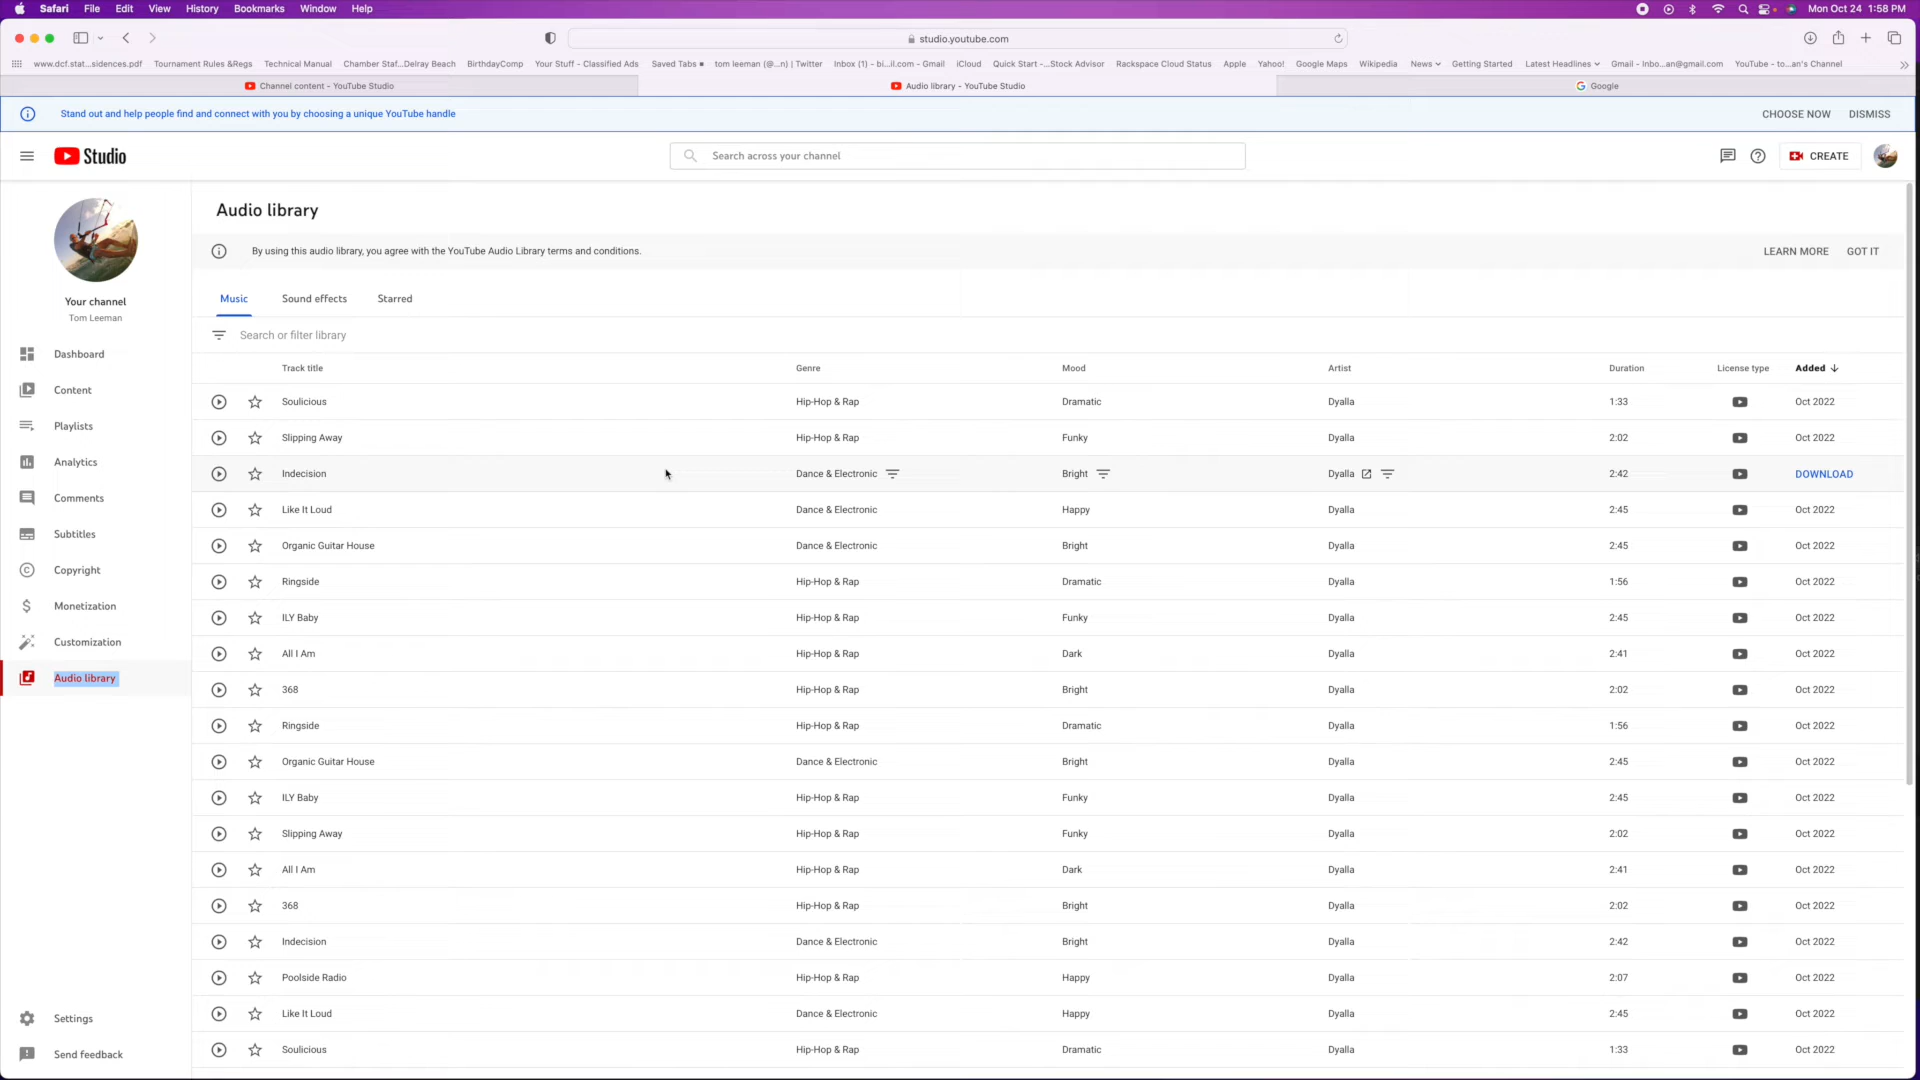 Safari File Edit View History Bookmarks Window Help Mon Oct 24 1:58 PM
studio.youtube.com
www.dcf.stat...sidences.pdf Tournament Rules &Regs Technical Manual Chamber Staf...Delray Beach BirthdayComp Your Stuff - Classified Ads Saved Tabs tom leeman (@...n) | Twitter Inbox (1) - bi...il.com - Gmail iCloud Quick Start -...Stock Advisor Rackspace Cloud Status Apple Yahoo! Google Maps Wikipedia News Getting Started Latest Headlines Gmail - Inbo...an@gmail.com YouTube - to...an's Channel
Channel content - YouTube Studio Audio library - YouTube Studio Google
Stand out and help people find and connect with you by choosing a unique YouTube handle CHOOSE NOW DISMISS
Studio Search across your channel CREATE
Audio library
By using this audio library, you agree with the YouTube Audio Library terms and conditions. LEARN MORE GOT IT
Your channel
Tom Leeman
Dashboard
Content
Playlists
Analytics
Comments
Subtitles
Copyright
Monetization
Customization
Audio library
Settings
Send feedback
Music Sound effects Starred
Search or filter library
Track title Genre Mood Artist Duration License type Added
Soulicious Hip-Hop & Rap Dramatic Dyalla 1:33 Oct 2022
Slipping Away Hip-Hop & Rap Funky Dyalla 2:02 Oct 2022
Indecision Dance & Electronic Bright Dyalla 2:42 DOWNLOAD
Like It Loud Dance & Electronic Happy Dyalla 2:45 Oct 2022
Organic Guitar House Dance & Electronic Bright Dyalla 2:45 Oct 2022
Ringside Hip-Hop & Rap Dramatic Dyalla 1:56 Oct 2022
ILY Baby Hip-Hop & Rap Funky Dyalla 2:45 Oct 2022
All I Am Hip-Hop & Rap Dark Dyalla 2:41 Oct 2022
368 Hip-Hop & Rap Bright Dyalla 2:02 Oct 2022
Ringside Hip-Hop & Rap Dramatic Dyalla 1:56 Oct 2022
Organic Guitar House Dance & Electronic Bright Dyalla 2:45 Oct 2022
ILY Baby Hip-Hop & Rap Funky Dyalla 2:45 Oct 2022
Slipping Away Hip-Hop & Rap Funky Dyalla 2:02 Oct 2022
All I Am Hip-Hop & Rap Dark Dyalla 2:41 Oct 2022
368 Hip-Hop & Rap Bright Dyalla 2:02 Oct 2022
Indecision Dance & Electronic Bright Dyalla 2:42 Oct 2022
Poolside Radio Hip-Hop & Rap Happy Dyalla 2:07 Oct 2022
Like It Loud Dance & Electronic Happy Dyalla 2:45 Oct 2022
Soulicious Hip-Hop & Rap Dramatic Dyalla 1:33 Oct 2022